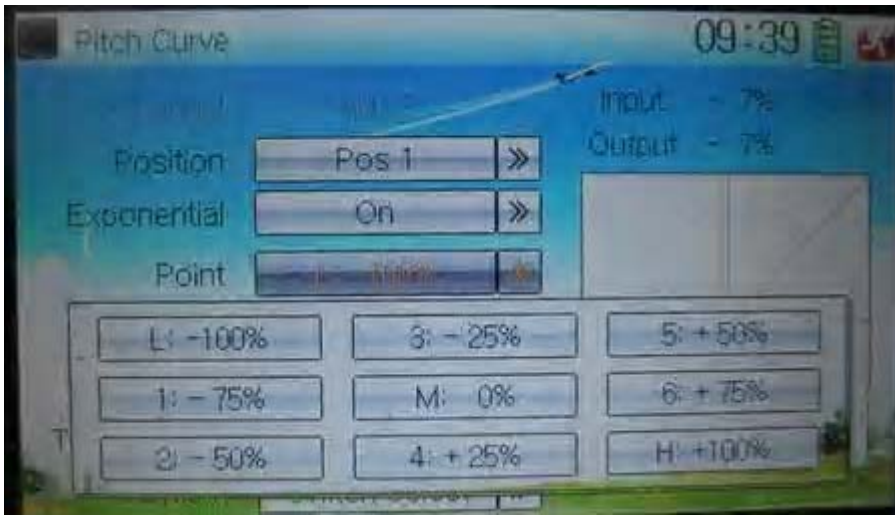 Pitch Curve 09:39
Input - 7%
Position Pos 1 Output - 7%
Exponential On
Point
L: -100% 3: - 25% 5: + 50%
1: - 75% M: 0% 6: + 75%
2: - 50% 4: + 25% H: +100%